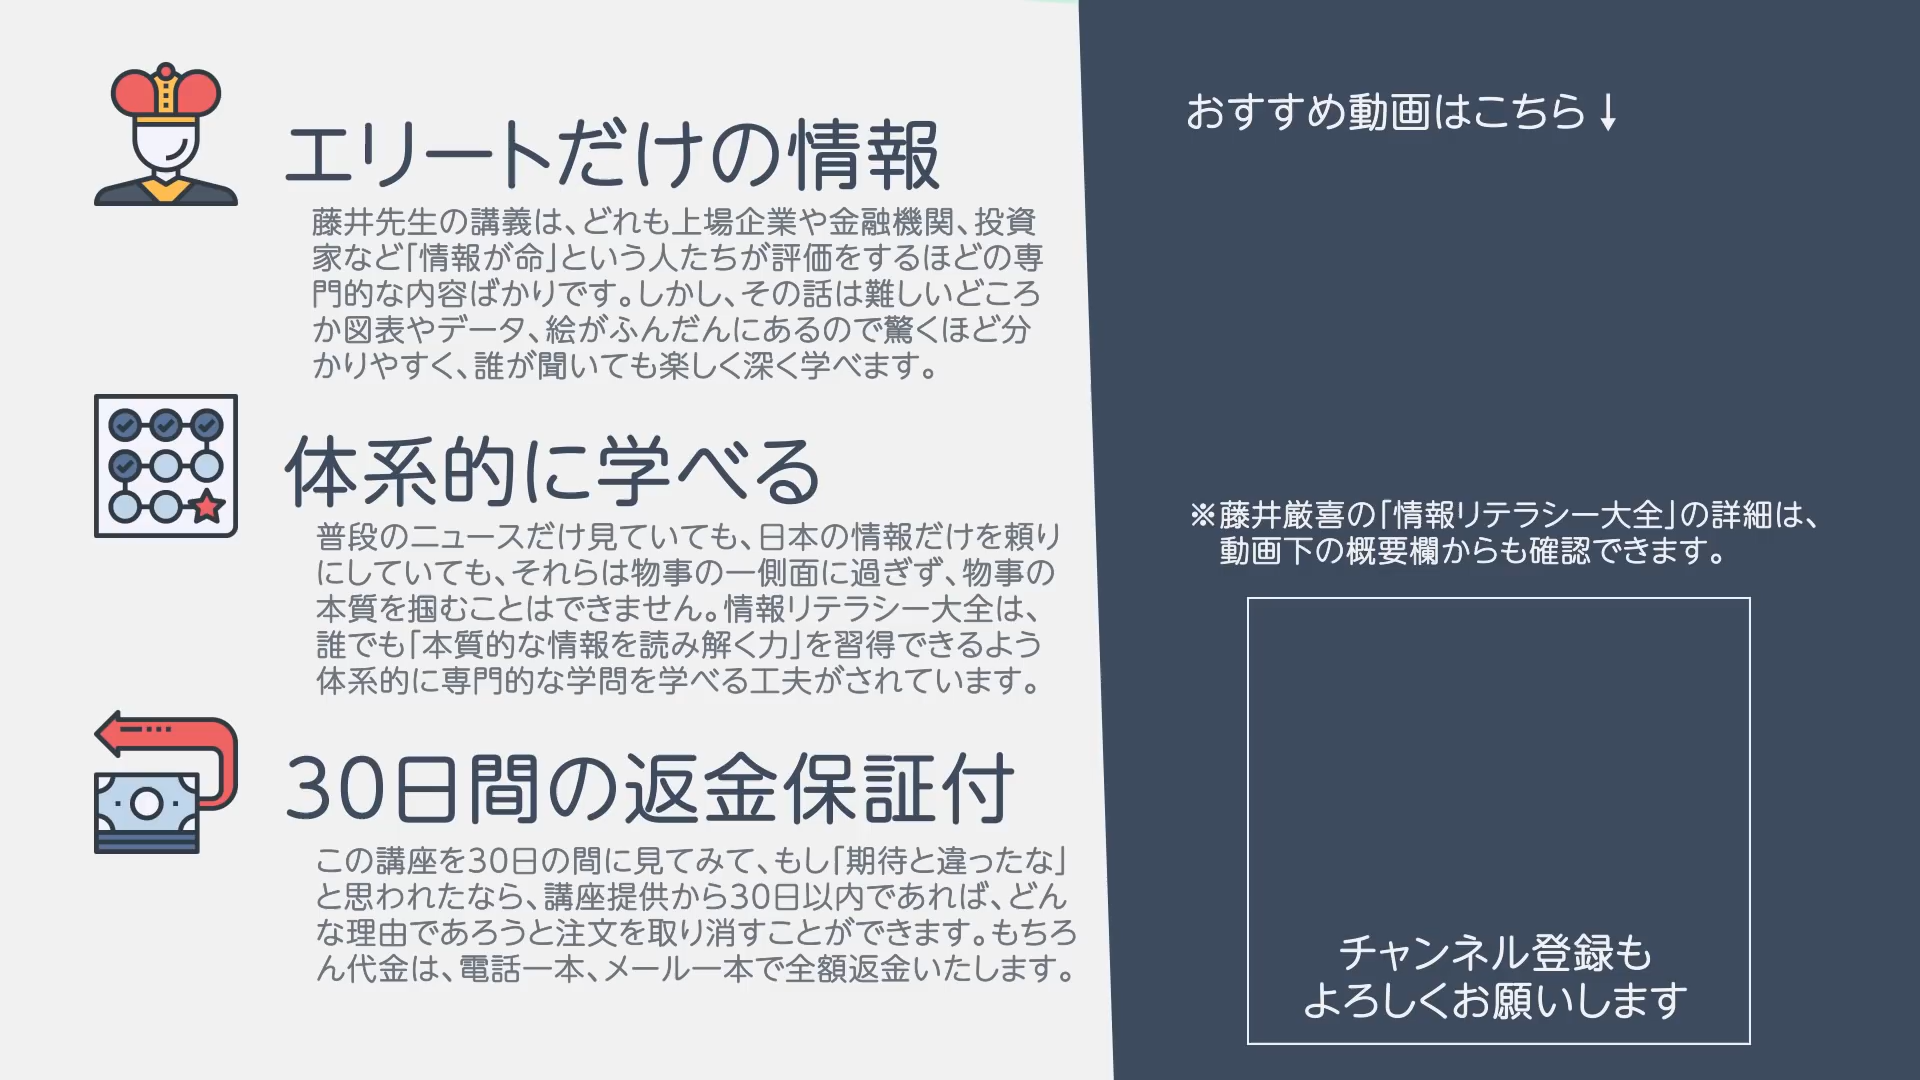 エリートだけの情報
藤井先生の講義は、どれも上場企業や金融機関、投資
家など「情報が命」という人たちが評価をするほどの専
門的な内容ばかりです。しかし、その話は難しいどころ
か図表やデータ、絵がふんだんにあるので驚くほど分
かりやすく、誰が聞いても楽しく深く学べます。
体系的に学べる
普段のニュースだけ見ていても、日本の情報だけを頼り
にしていても、それらは物事の一側面に過ぎず、物事の
本質を掴むことはできません。情報リテラシー大全は、
誰でも「本質的な情報を読み解く力」を習得できるよう
体系的に専門的な学問を学べる工夫がされています。
30日間の返金保証付
この講座を30日の間に見てみて、もし「期待と違ったな」
と思われたなら、講座提供から30日以内であれば、どん
な理由であろうと注文を取り消すことができます。もちろ
ん代金は、電話一本、メール一本で全額返金いたします。
おすすめ動画はこちら↓
※藤井厳喜の「情報リテラシー大全」の詳細は、
動画下の概要欄からも確認できます。
チャンネル登録も
よろしくお願いします